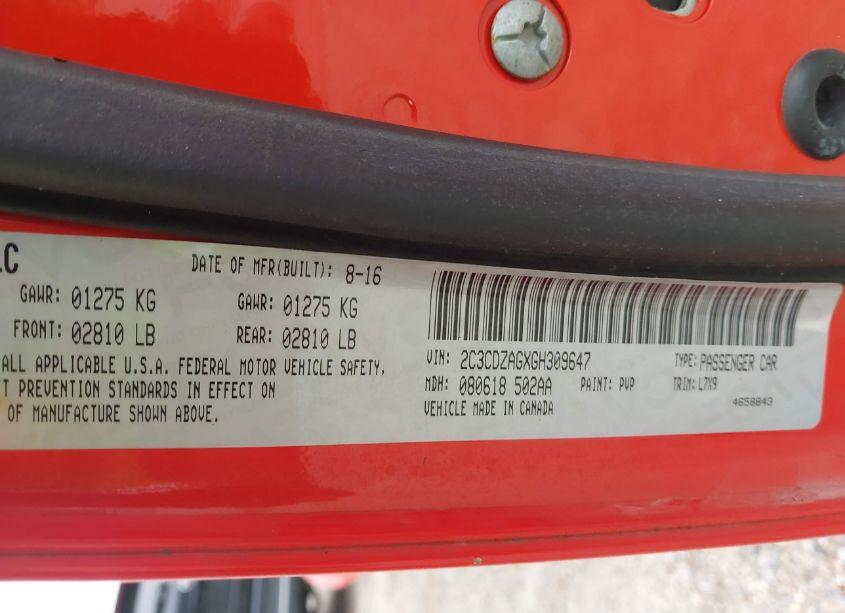 LC
DATE OF MFR(BUILT): 8-16
GAWR: 01275 KG GAWR: 01275 KG
FRONT: 02810 LB REAR: 02810 LB
ALL APPLICABLE U.S.A. FEDERAL MOTOR VEHICLE SAFETY,
T PREVENTION STANDARDS IN EFFECT ON
OF MANUFACTURE SHOWN ABOVE.
VIN: 2C3CDZAGXGH309647 TYPE: PASSENGER CAR
MDH: 080618 502AA PAINT: PVP TRIM: L7X9
VEHICLE MADE IN CANADA 4658843